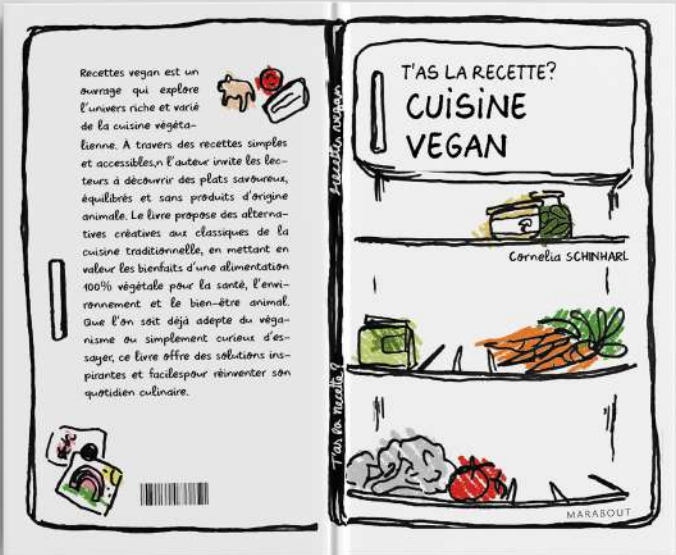 Recettes vegan est un
ouvrage qui explore
l'univers riche et varié
de la cuisine végéta-
lienne. À travers des recettes simples
et accessibles,n l'auteur invite les lec-
teurs à découvrir des plats savoureux,
équilibrés et sans produits d'origine
animale. Le livre propose des alterna-
tives créatives aux classiques de la
cuisine traditionnelle, en mettant en
valeur les bienfaits d'une alimentation
100% végétale pour la santé, l'envi-
ronnement et le bien-être animal.
Que l'on soit déjà adepte du véga-
nisme ou simplement curieux d'es-
sayer, ce livre offre des solutions ins-
pirantes et facilespour réinventer son
quotidien culinaire.
T'as la recette?
recettes vegan
T'AS LA RECETTE?
CUISINE
VEGAN
Cornelia SCHINHARL
MARABOUT